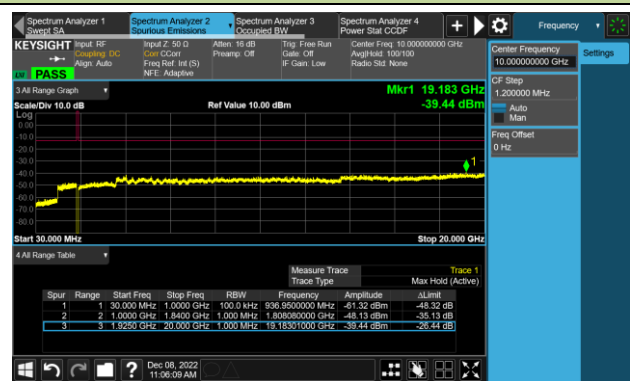 Spectrum Analyzer 1 Spectrum Analyzer 2 Spectrum Analyzer 3 Spectrum Analyzer 4
Swept SA Spurious Emissions Occupied BW Power Stat CCDF
Frequency
KEYSIGHT Input: RF Input Z: 50 Ω Atten: 16 dB Trig: Free Run Center Freq: 10.000000000 GHz
Coupling: DC Corr CCorr Preamp: Off Gate: Off Avg|Hold: 100/100
Align: Auto Freq Ref: Int (S) IF Gain: Low Radio Std: None
NFE: Adaptive
PASS
Center Frequency
10.000000000 GHz
Settings
CF Step
1.200000 MHz
Auto
Man
Freq Offset
0 Hz
3 All Range Graph
Mkr1 19.183 GHz
Scale/Div 10.0 dB Ref Value 10.00 dBm -39.44 dBm
Log
0.00
-10.0
-20.0
-30.0
-40.0
-50.0
-60.0
-70.0
-80.0
1
Start 30.000 MHz Stop 20.000 GHz
4 All Range Table
Measure Trace Trace 1
Trace Type Max Hold (Active)
Spur Range Start Freq Stop Freq RBW Frequency Amplitude ΔLimit
1 1 30.000 MHz 1.0000 GHz 100.0 kHz 936.9500000 MHz -61.32 dBm -48.32 dB
2 2 1.0000 GHz 1.8400 GHz 1.000 MHz 1.808080000 GHz -48.13 dBm -35.13 dB
3 3 1.9250 GHz 20.000 GHz 1.000 MHz 19.18301000 GHz -39.44 dBm -26.44 dB
? Dec 08, 2022
11:06:09 AM